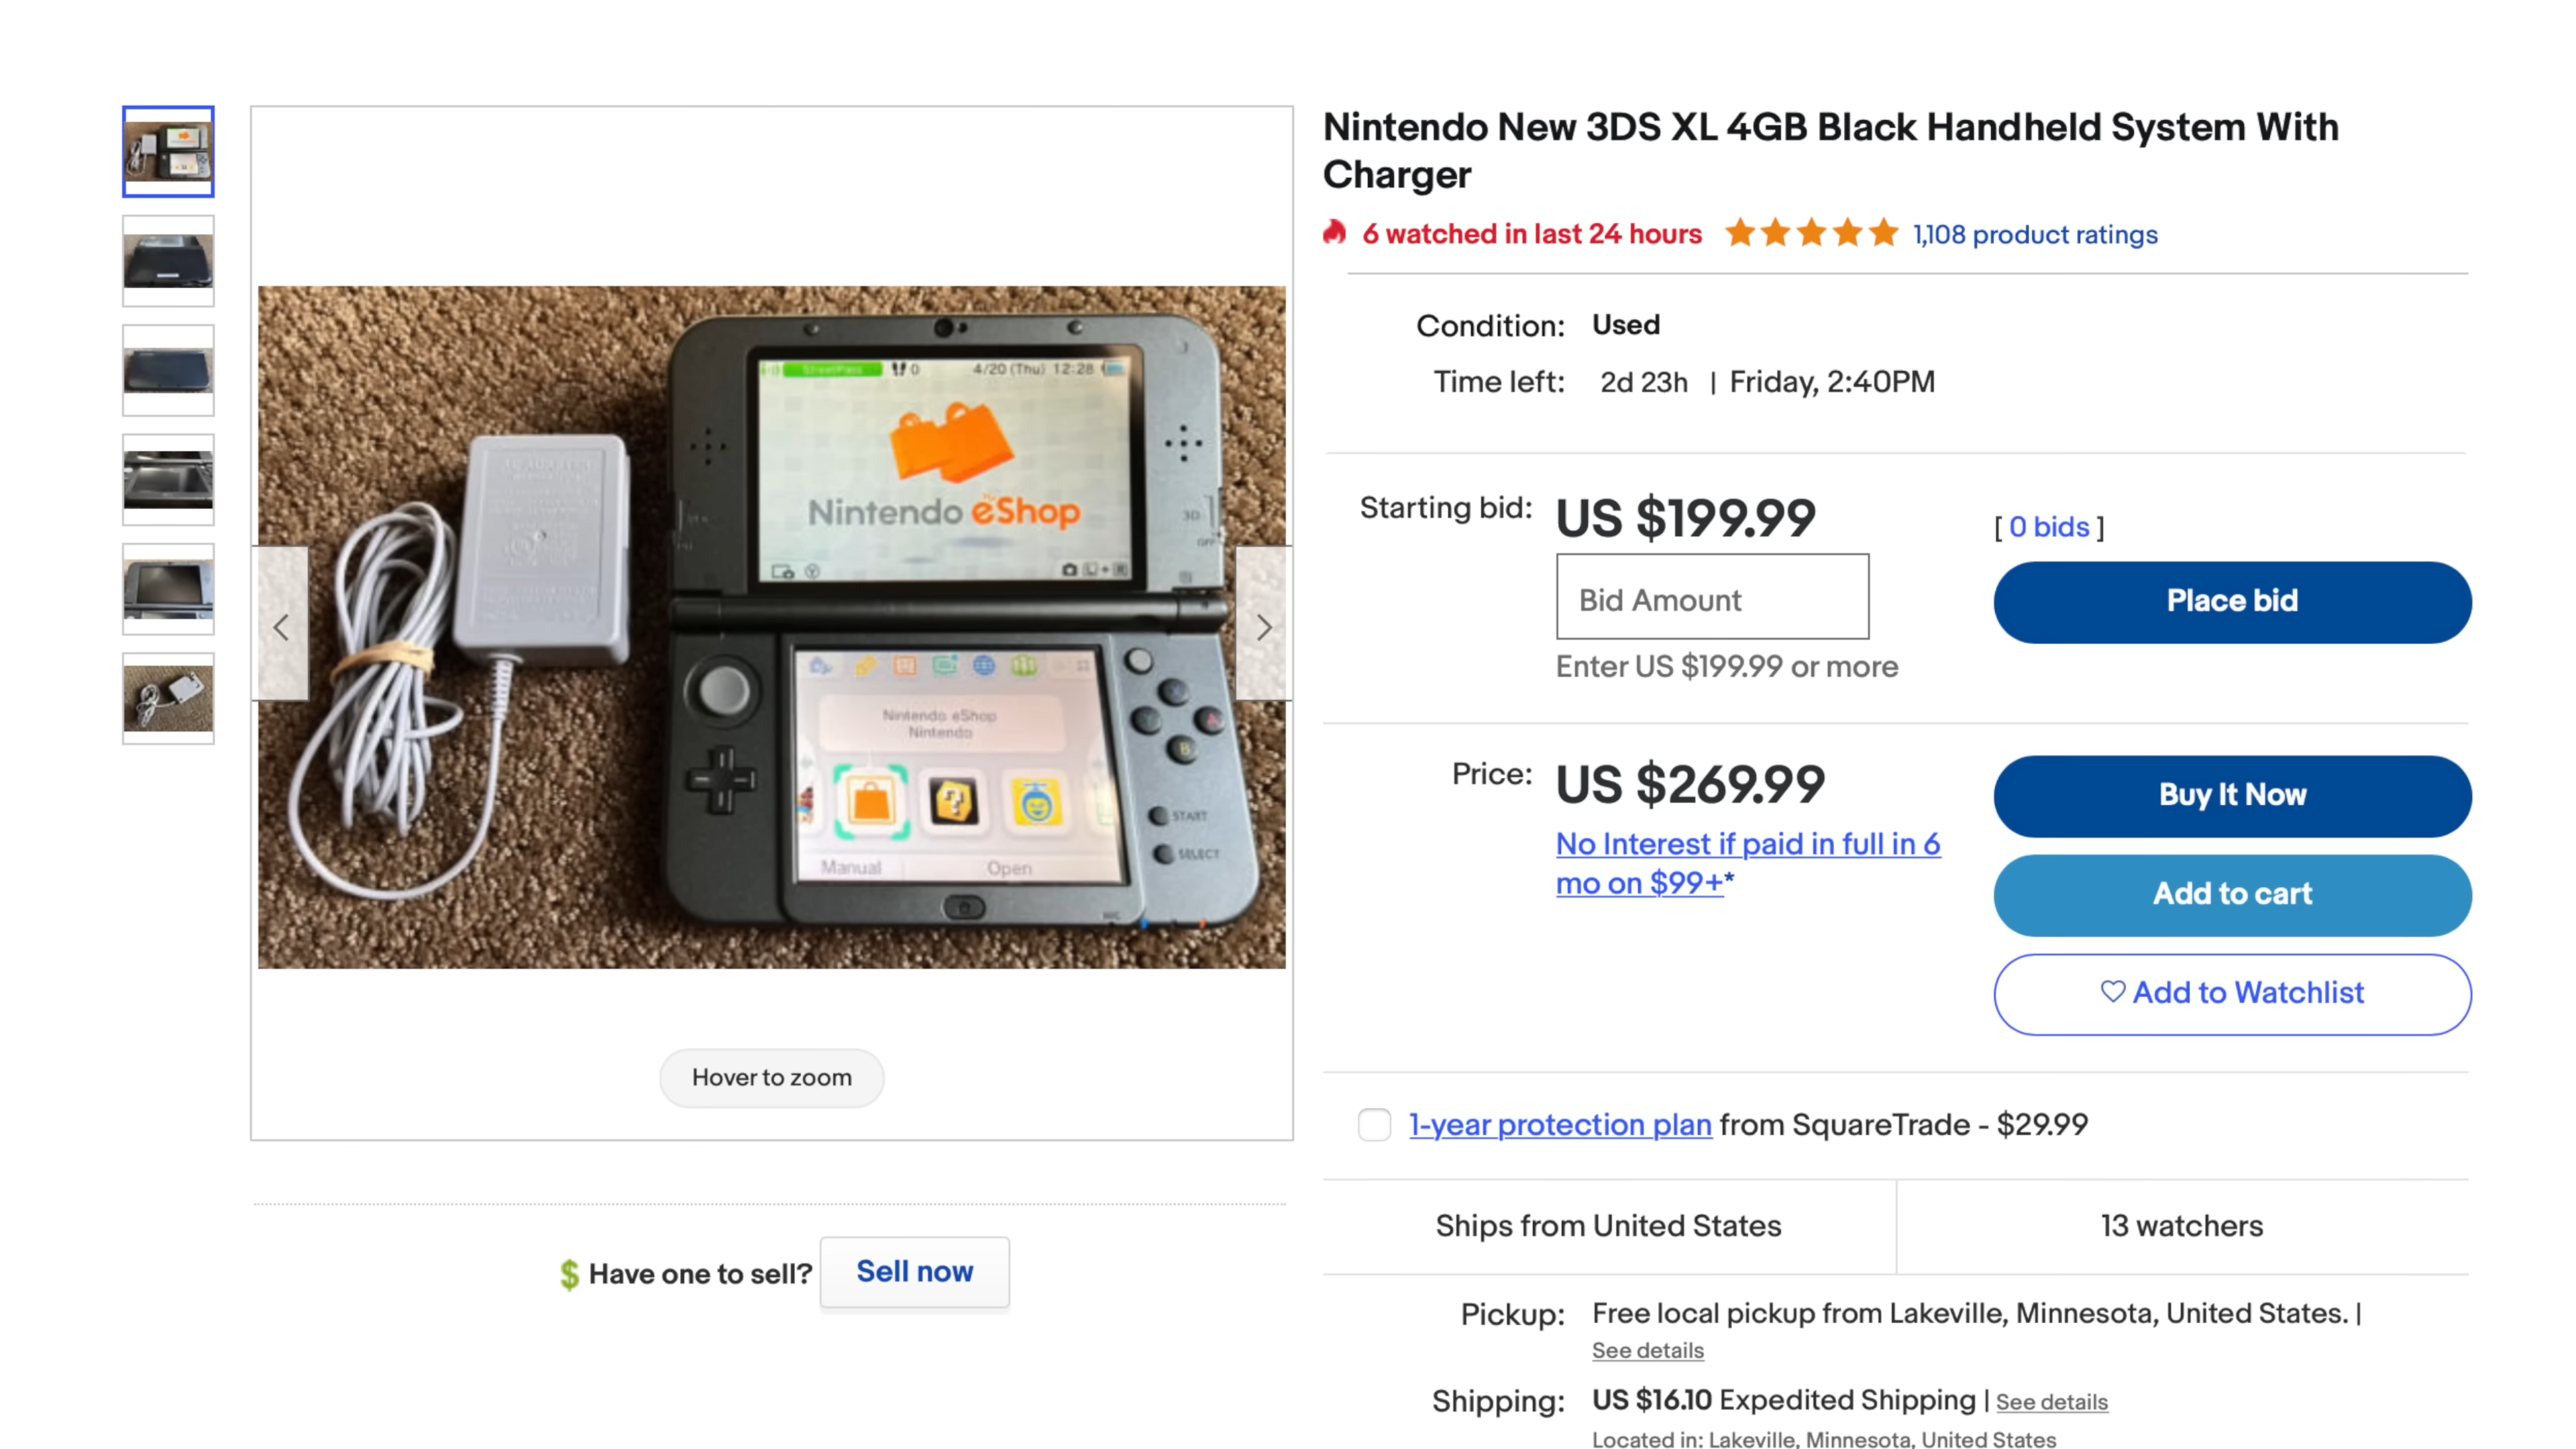 Nintendo New 3DS XL 4GB Black Handheld System With
Charger
6 watched in last 24 hours
1,108 product ratings
Condition: Used
Time left: 2d 23h | Friday, 2:40PM
Starting bid: US $199.99
[ 0 bids ]
Bid Amount
Place bid
Enter US $199.99 or more
Price: US $269.99
Buy It Now
No Interest if paid in full in 6
mo on $99+*
Add to cart
Add to Watchlist
1-year protection plan from SquareTrade - $29.99
Ships from United States
13 watchers
Pickup: Free local pickup from Lakeville, Minnesota, United States. |
See details
Shipping: US $16.10 Expedited Shipping | See details
Located in: Lakeville, Minnesota, United States
StreetPass
0
4/20 (Thu) 12:28
Nintendo eShop
3D
OFF
Nintendo eShop
Nintendo
Manual
Open
X
Y
A
B
START
SELECT
Hover to zoom
$ Have one to sell?
Sell now